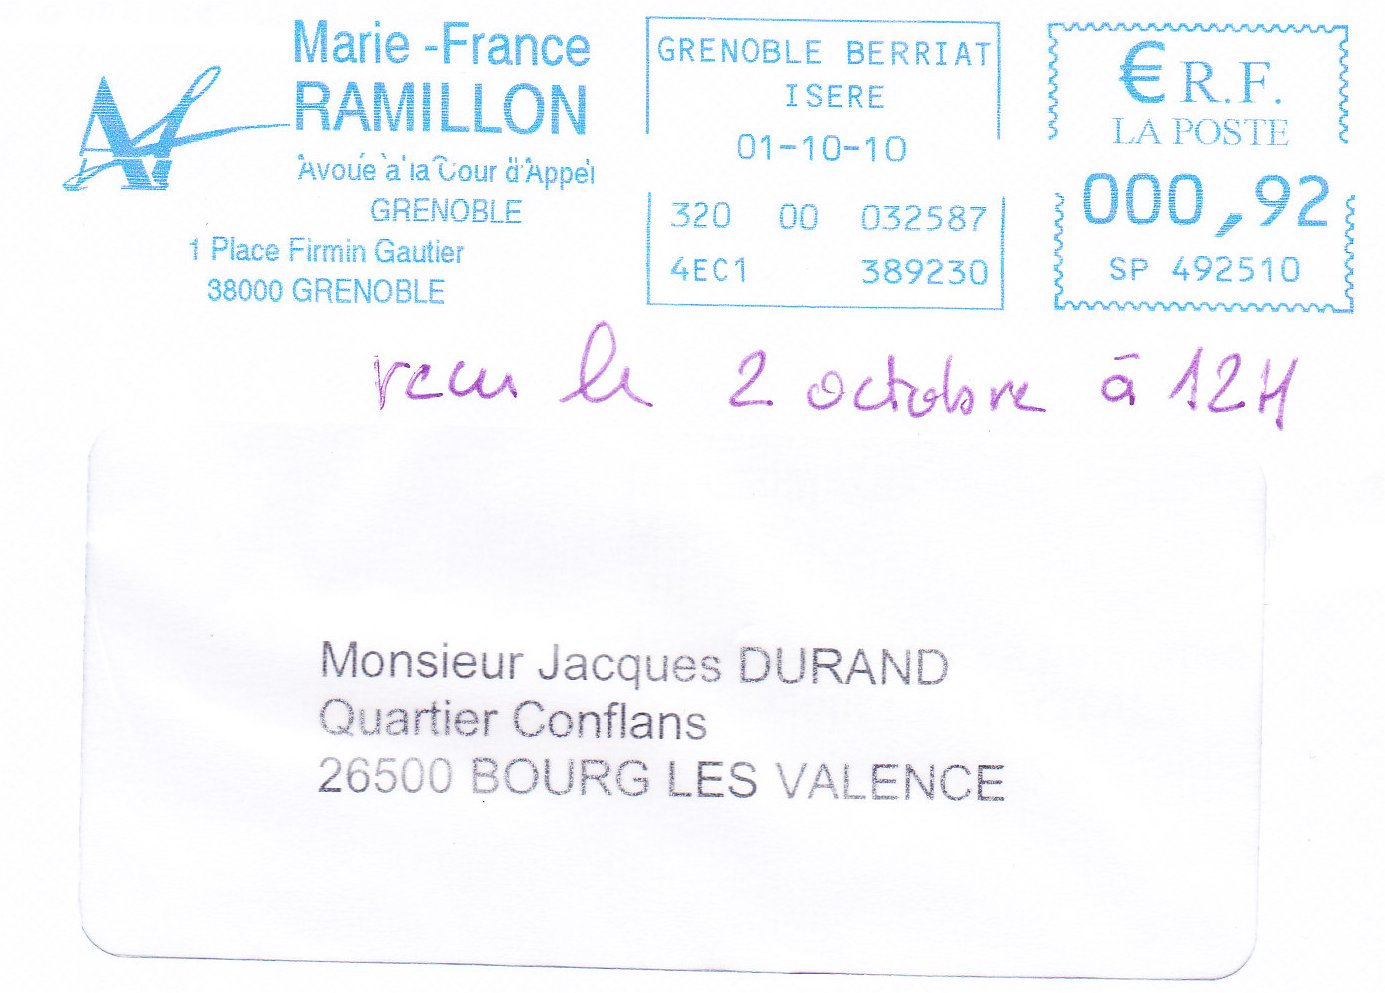 Marie -France
RAMILLON
Avoué à la Cour d'Appel
GRENOBLE
1 Place Firmin Gautier
38000 GRENOBLE
GRENOBLE BERRIAT
ISERE
01-10-10
320 00 032587
4EC1 389230
€ R.F.
LA POSTE
000,92
SP 492510
recu le 2 octobre à 12H
Monsieur Jacques DURAND
Quartier Conflans
26500 BOURG LES VALENCE